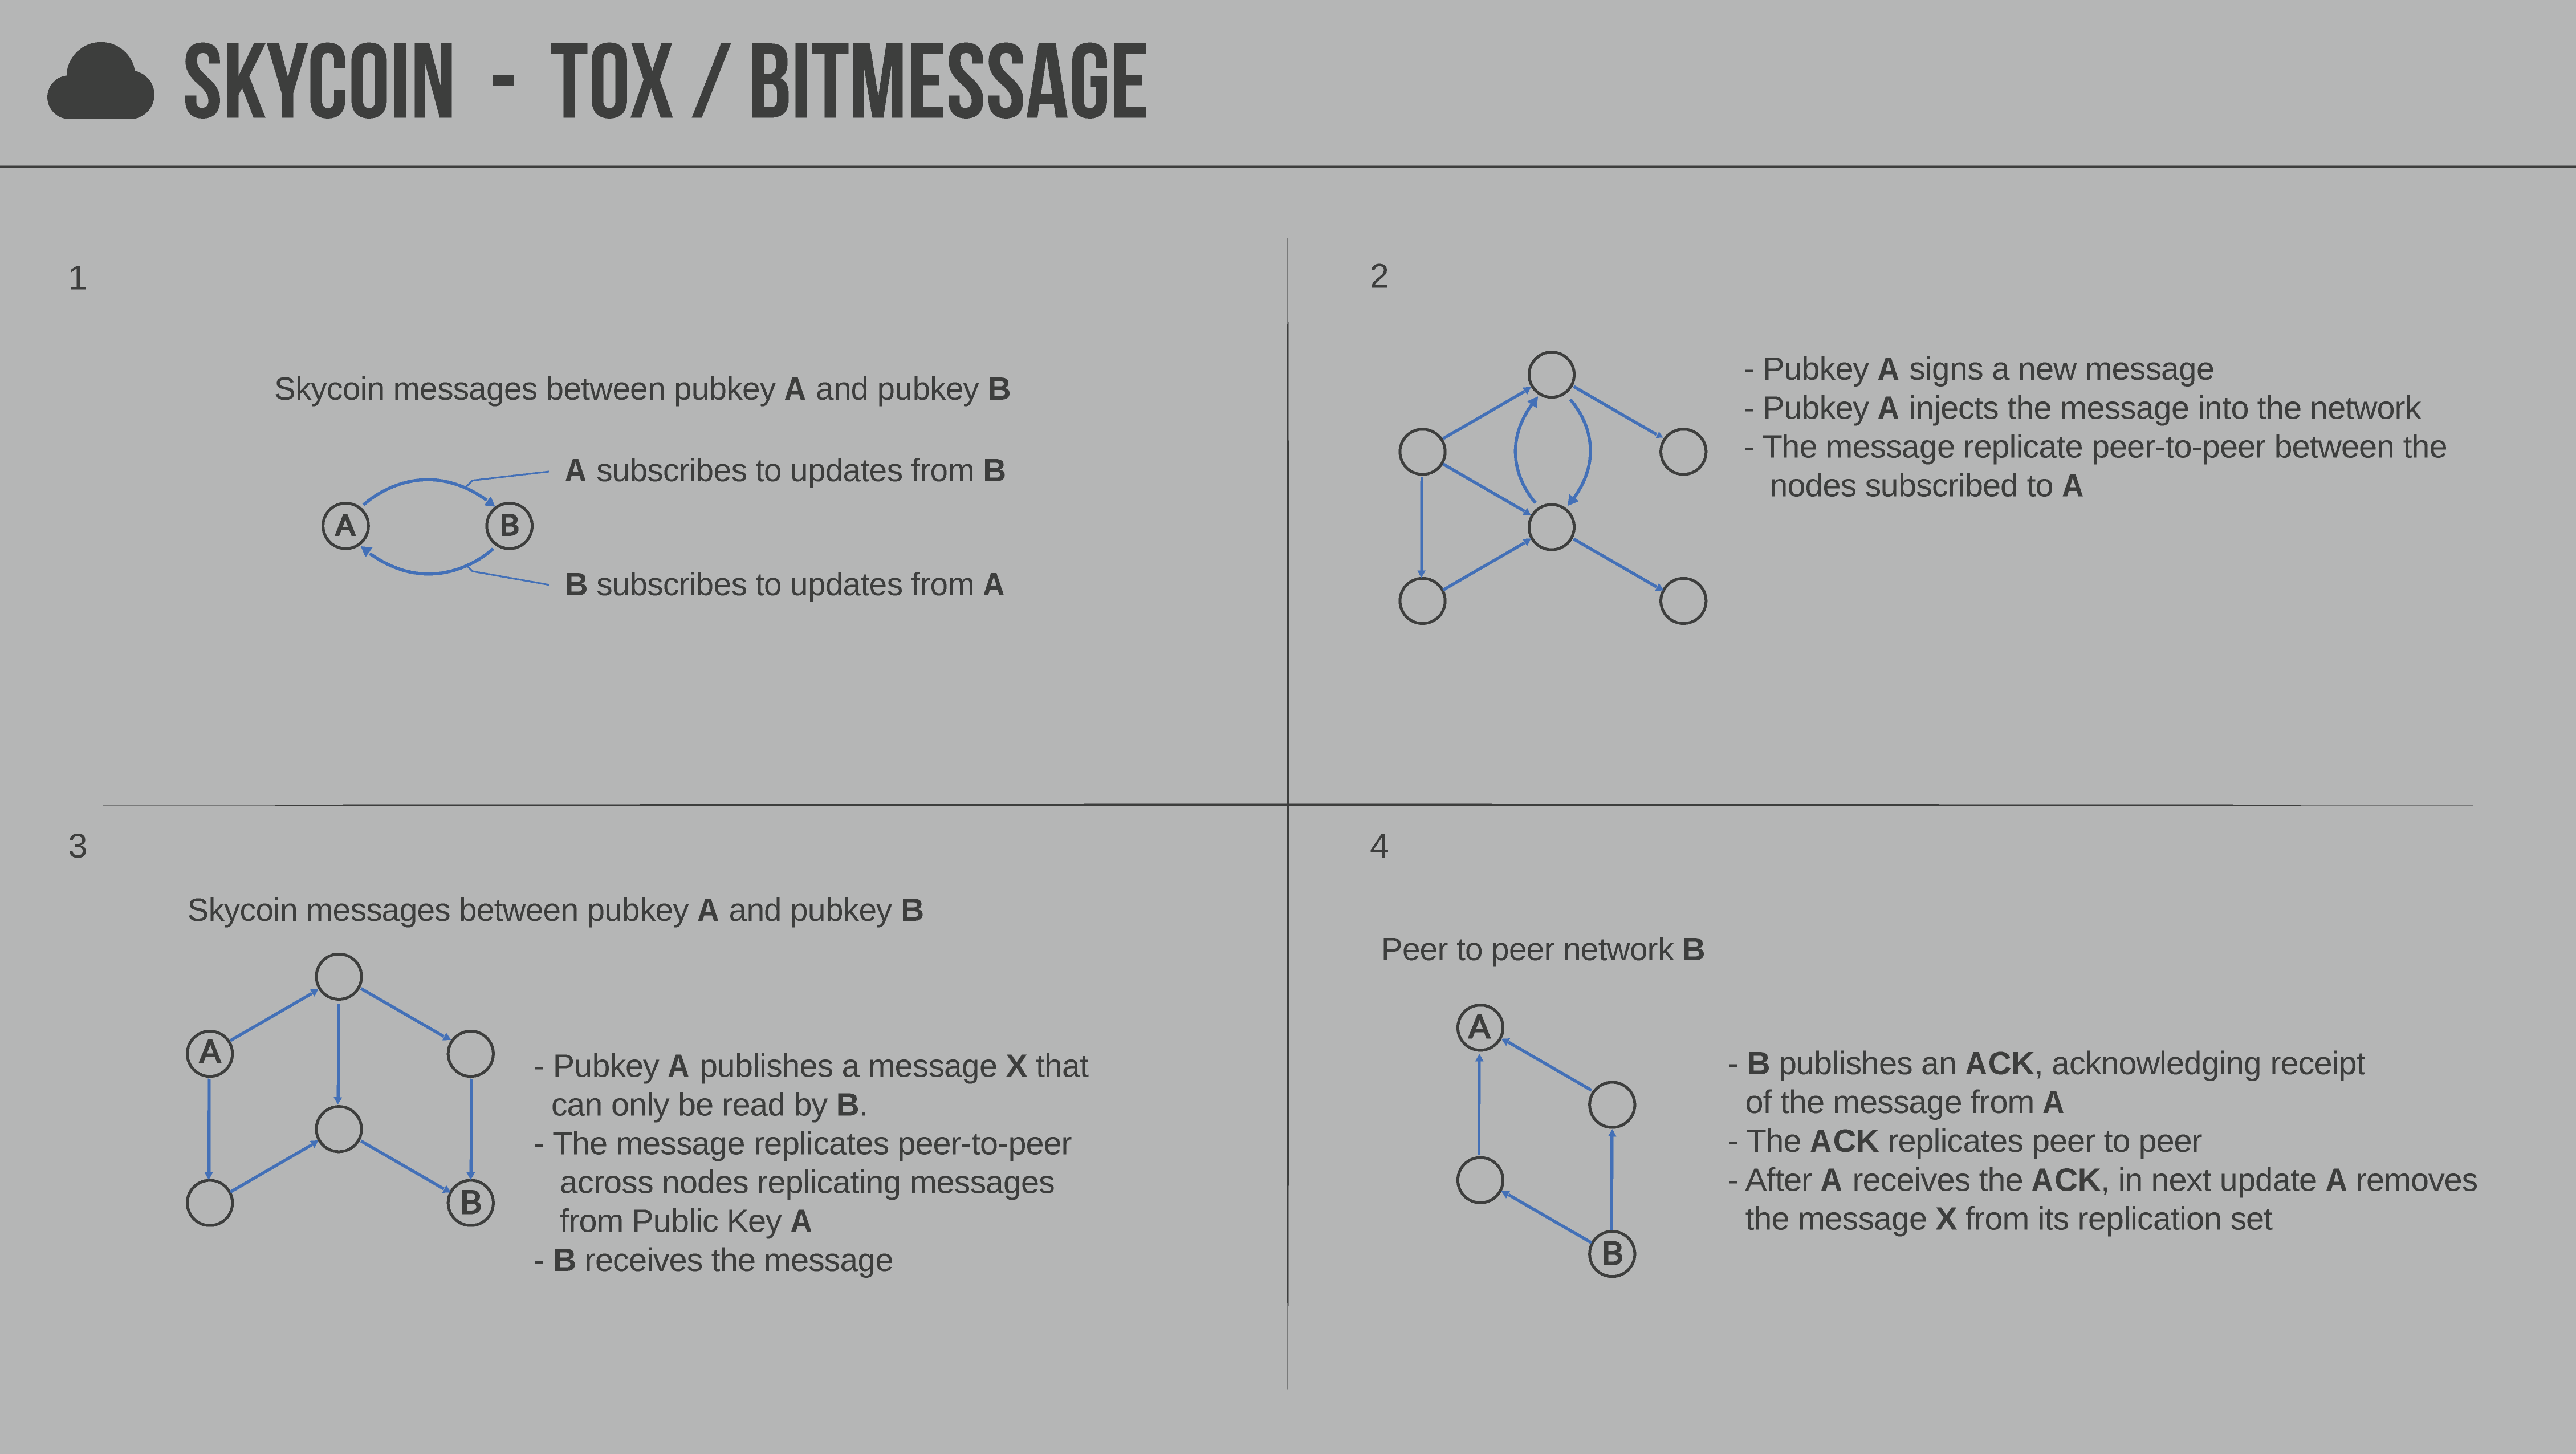 SKYCOIN - TOX / BITMESSAGE
1
Skycoin messages between pubkey A and pubkey B
A subscribes to updates from B
A
B
B subscribes to updates from A
2
- Pubkey A signs a new message
- Pubkey A injects the message into the network
- The message replicate peer-to-peer between the
nodes subscribed to A
3
Skycoin messages between pubkey A and pubkey B
A
B
- Pubkey A publishes a message X that
can only be read by B.
- The message replicates peer-to-peer
across nodes replicating messages
from Public Key A
- B receives the message
4
Peer to peer network B
A
B
- B publishes an ACK, acknowledging receipt
of the message from A
- The ACK replicates peer to peer
- After A receives the ACK, in next update A removes
the message X from its replication set